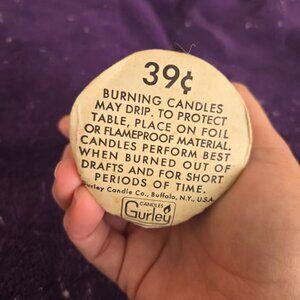 39¢
BURNING CANDLES
MAY DRIP. TO PROTECT
TABLE, PLACE ON FOIL
OR FLAMEPROOF MATERIAL.
CANDLES PERFORM BEST
WHEN BURNED OUT OF
DRAFTS AND FOR SHORT
PERIODS OF TIME.
Gurley Candle Co., Buffalo, N.Y., U.S.A.
CANDLES
Gurley